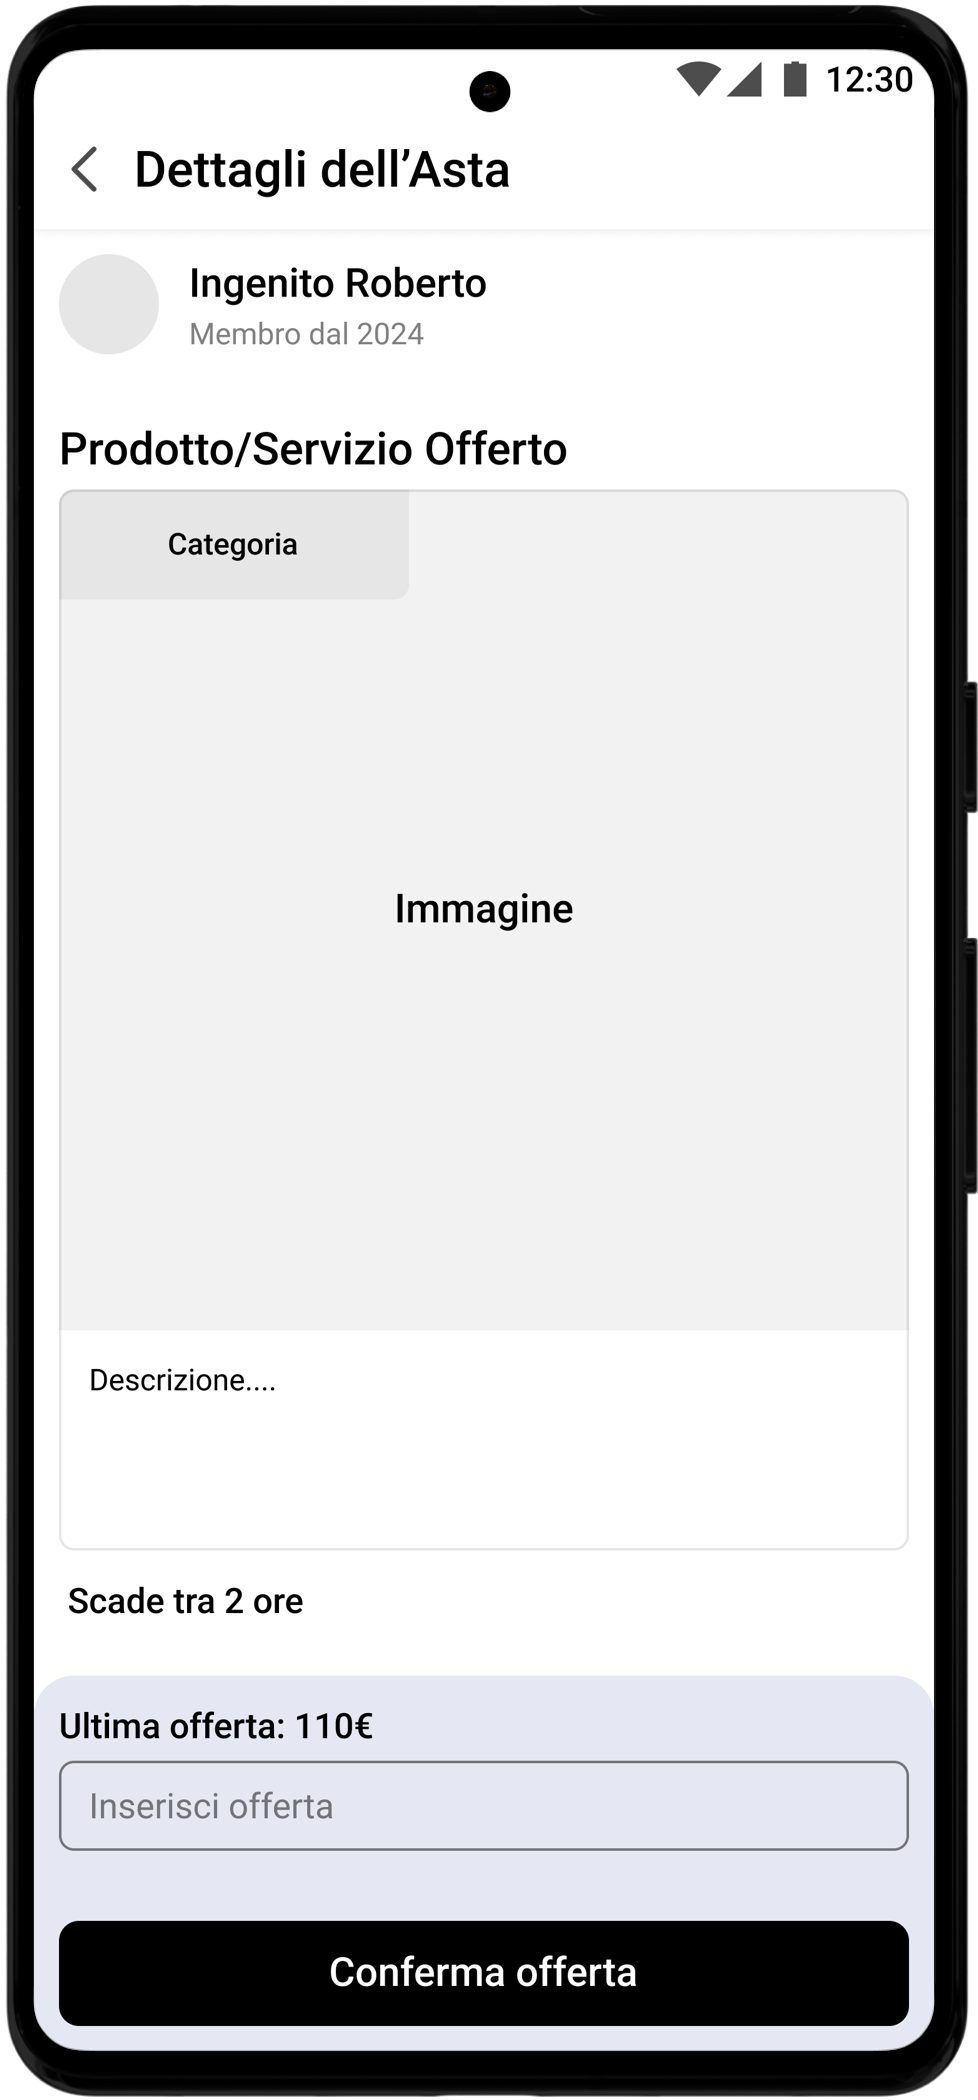 12:30
Dettagli dell’Asta
Ingenito Roberto
Membro dal 2024
Prodotto/Servizio Offerto
Categoria
Immagine
Descrizione....
Scade tra 2 ore
Ultima offerta: 110€
Inserisci offerta
Conferma offerta